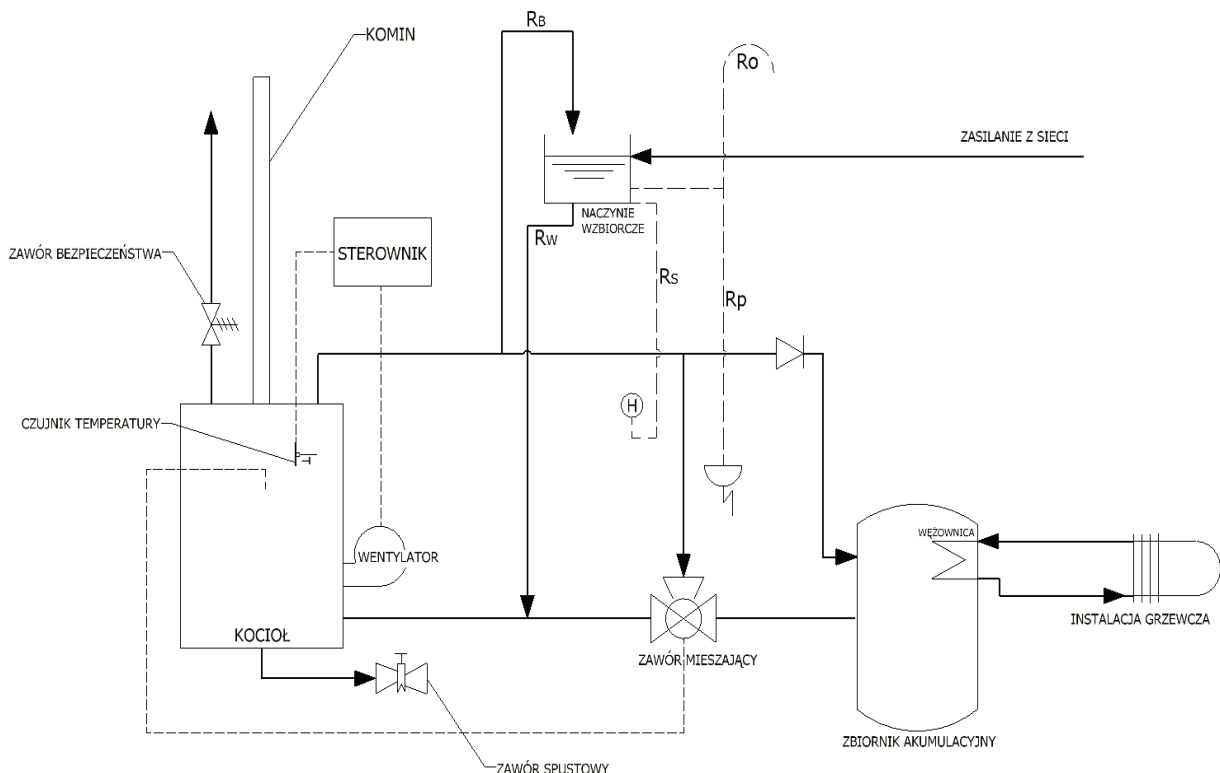 RB
KOMIN
Ro
ZASILANIE Z SIECI
NACZYNIE
WZBIORCZE
RW
ZAWÓR BEZPIECZEŃSTWA
STEROWNIK
RS
Rp
H
CZUJNIK TEMPERATURY
WĘŻOWNICA
WENTYLATOR
INSTALACJA GRZEWCZA
KOCIOŁ
ZAWÓR MIESZAJĄCY
ZBIORNIK AKUMULACYJNY
ZAWÓR SPUSTOWY